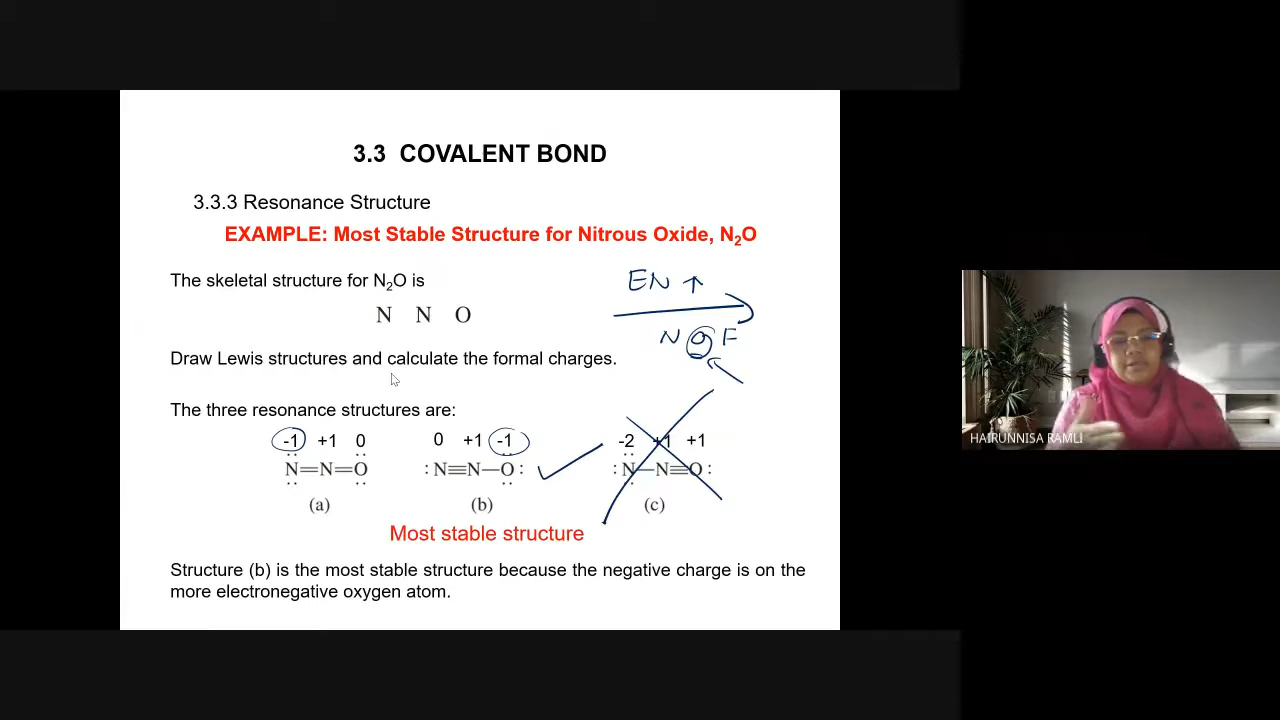 3.3 COVALENT BOND
3.3.3 Resonance Structure
EXAMPLE: Most Stable Structure for Nitrous Oxide, N₂O
The skeletal structure for N₂O is
EN ↑
N N O
N O F
Draw Lewis structures and calculate the formal charges.
The three resonance structures are:
-1 +1 0 0 +1 -1 -2 +1 +1
N=N=O :N≡N—O: :N—N≡O:
(a) (b) (c)
Most stable structure
Structure (b) is the most stable structure because the negative charge is on the
more electronegative oxygen atom.
HAIRUNNISA RAMLI